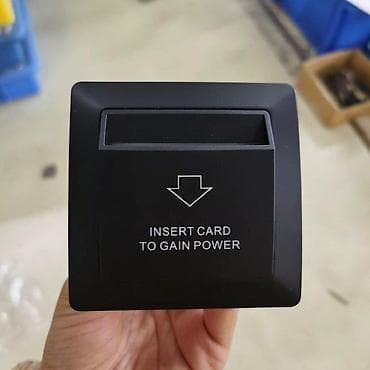 INSERT CARD
TO GAIN POWER